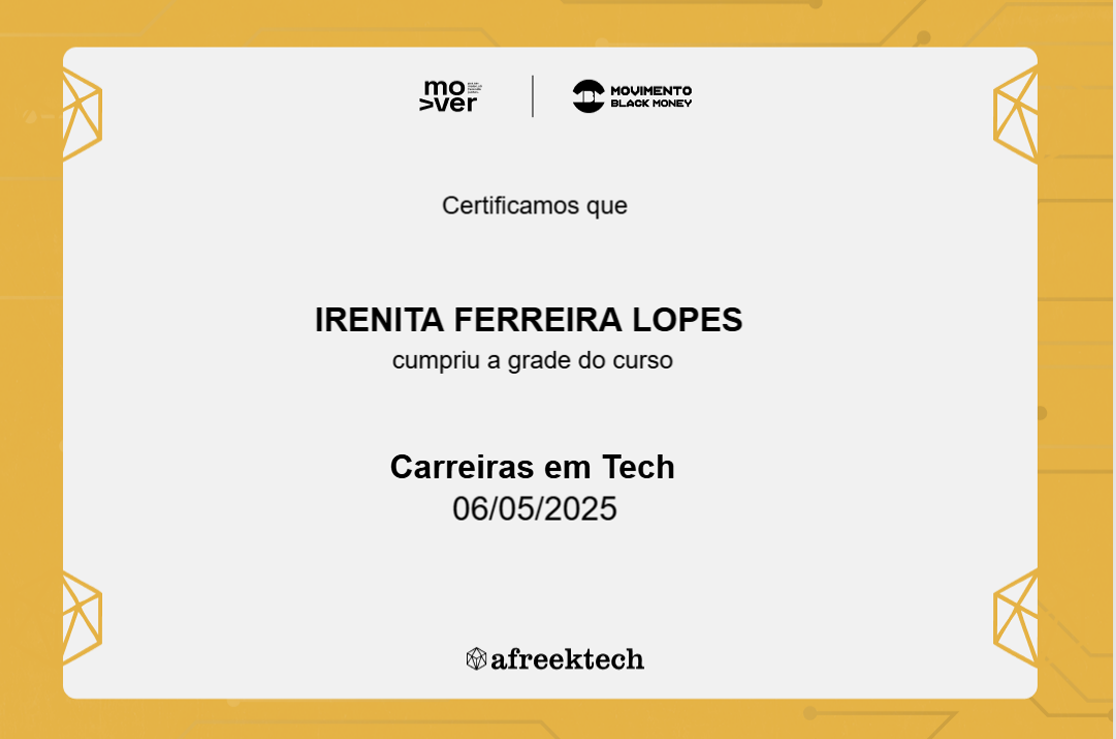 mo
>ver
MOVIMENTO
BLACK MONEY
Certificamos que
IRENITA FERREIRA LOPES
cumpriu a grade do curso
Carreiras em Tech
06/05/2025
afreektech